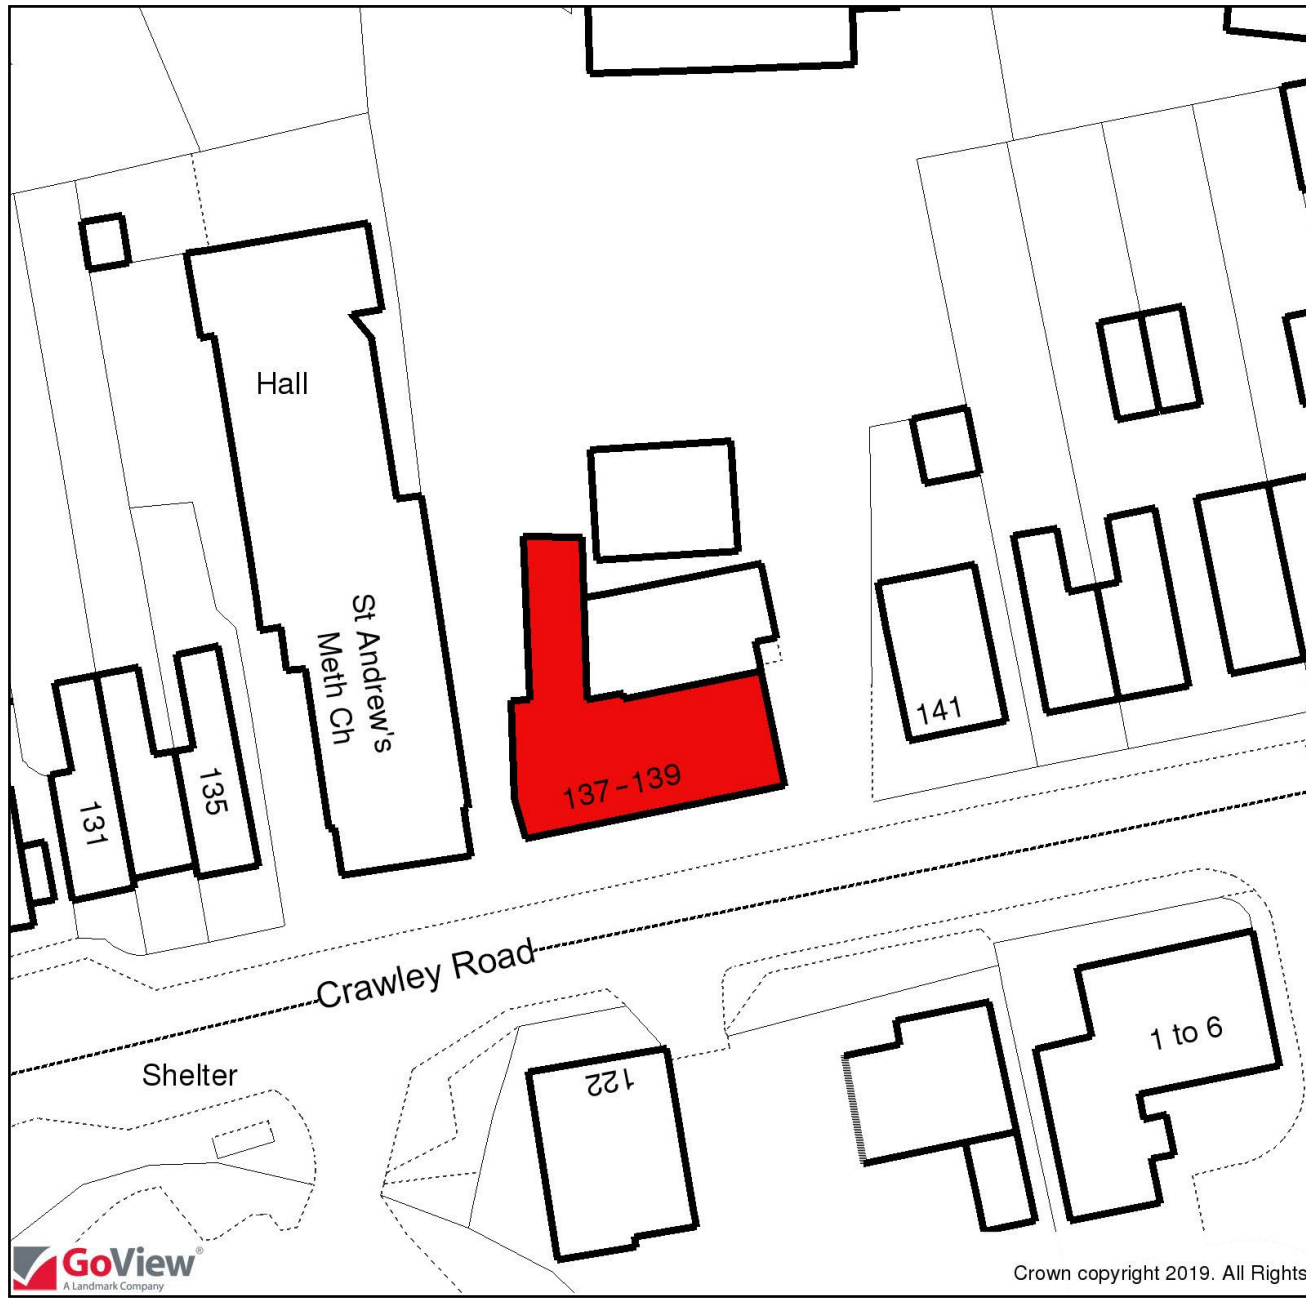 Hall
St Andrew's
Meth Ch
131
135
137-139
141
Crawley Road
Shelter
122
1 to 6
GoView®
A Landmark Company
Crown copyright 2019. All Rights